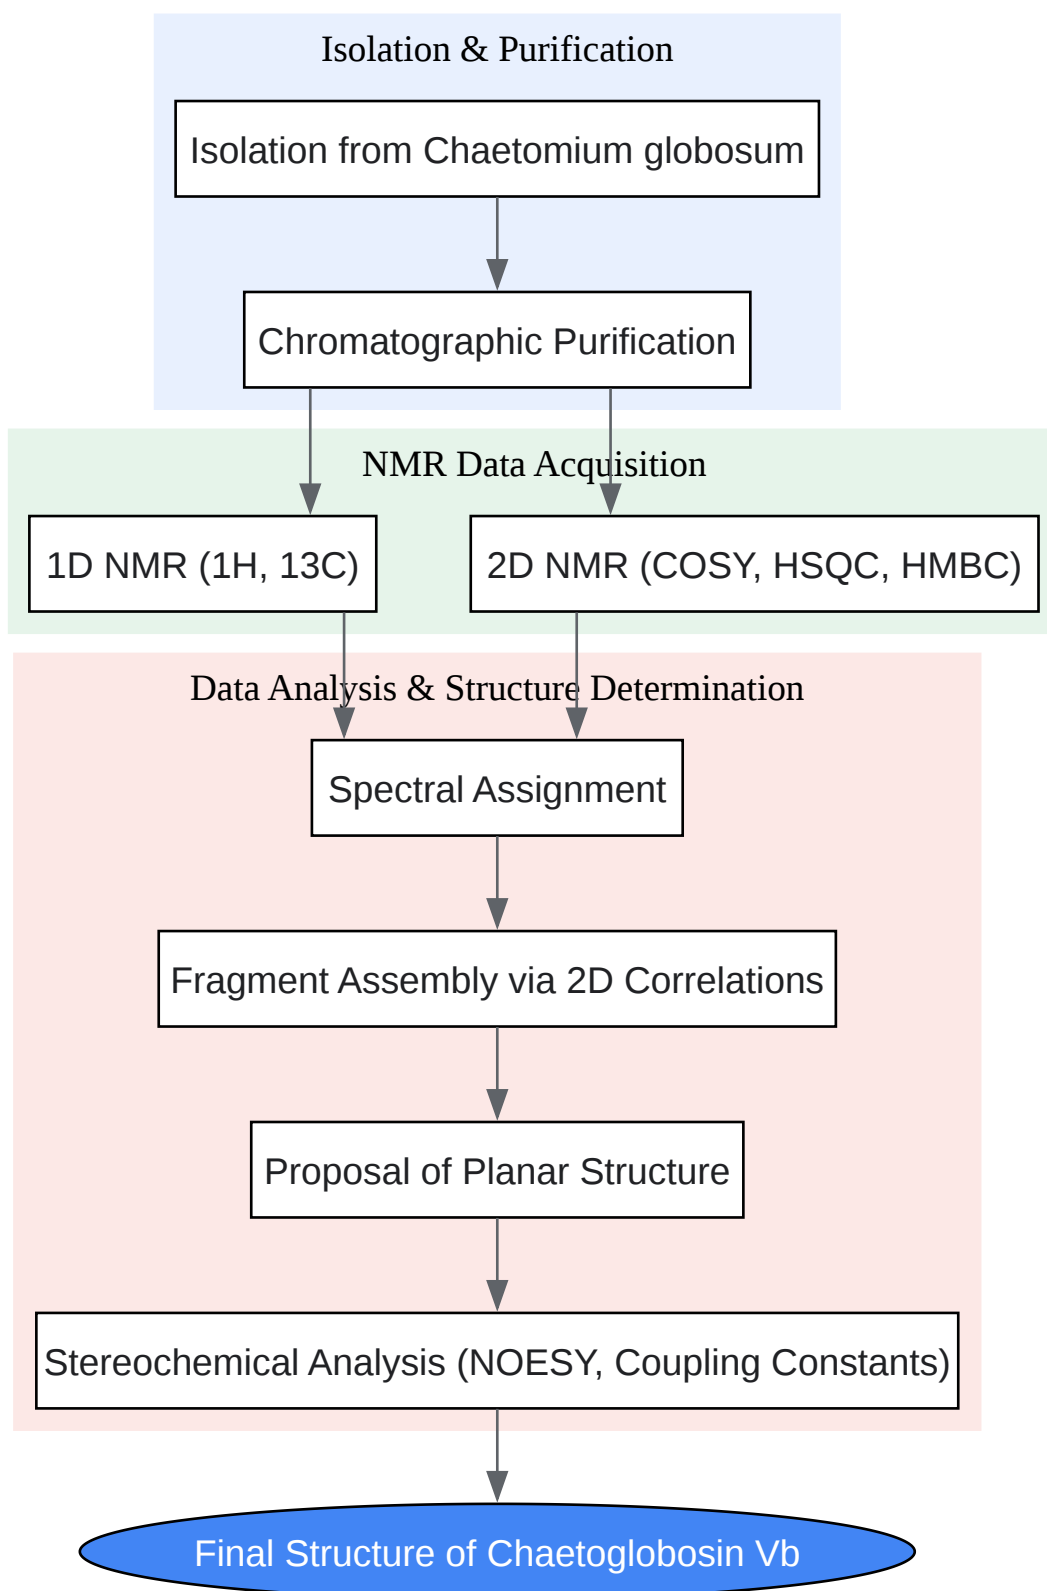 Isolation & Purification
Isolation from Chaetomium globosum
Chromatographic Purification
NMR Data Acquisition
1D NMR (1H, 13C)
2D NMR (COSY, HSQC, HMBC)
Data Analysis & Structure Determination
Spectral Assignment
Fragment Assembly via 2D Correlations
Proposal of Planar Structure
Stereochemical Analysis (NOESY, Coupling Constants)
Final Structure of Chaetoglobosin Vb